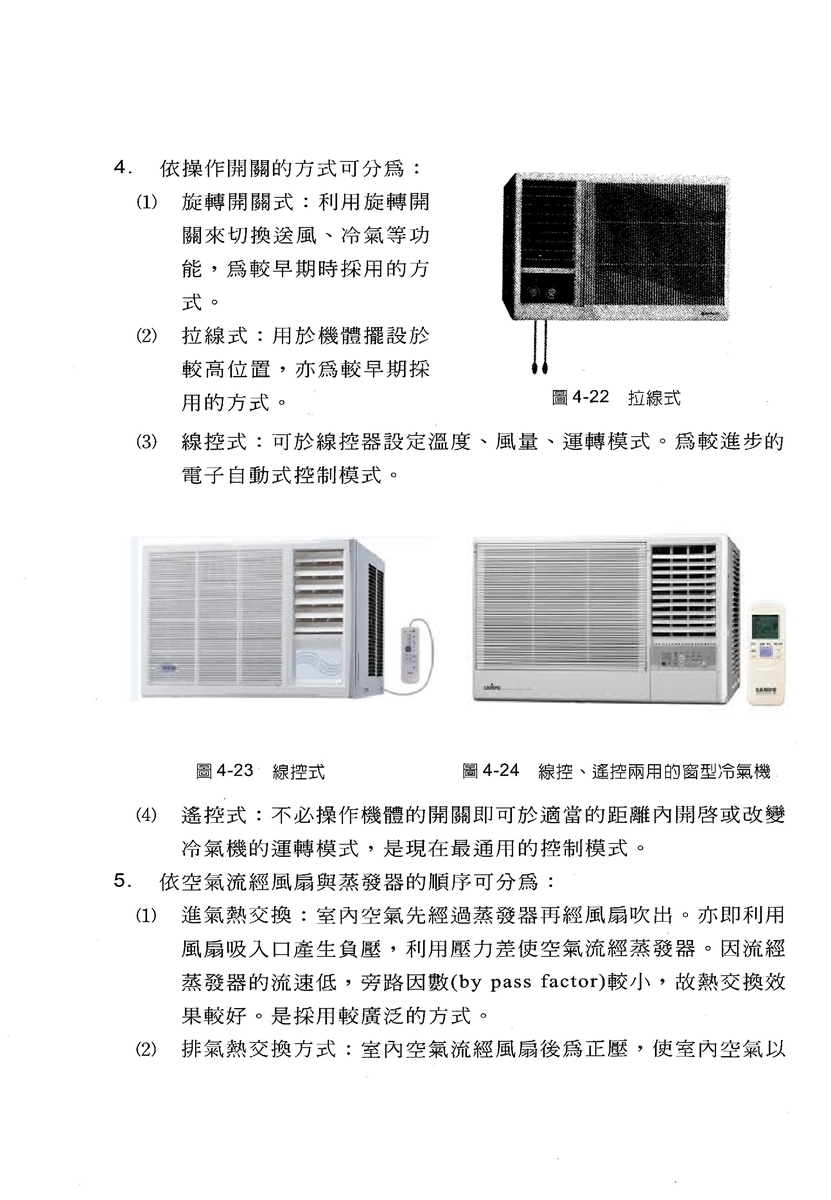 4. 依操作開關的方式可分爲：
⑴ 旋轉開關式：利用旋轉開
關來切換送風、冷氣等功
能，爲較早期時採用的方
式。
⑵ 拉線式：用於機體擺設於
較高位置，亦爲較早期採
用的方式。
圖4-22 拉線式
⑶ 線控式：可於線控器設定溫度、風量、運轉模式。爲較進步的
電子自動式控制模式。
圖4-23 線控式
圖4-24 線控、遙控兩用的窗型冷氣機
⑷ 遙控式：不必操作機體的開關即可於適當的距離內開啓或改變
冷氣機的運轉模式，是現在最通用的控制模式。
5. 依空氣流經風扇與蒸發器的順序可分爲：
⑴ 進氣熱交換：室內空氣先經過蒸發器再經風扇吹出。亦即利用
風扇吸入口產生負壓，利用壓力差使空氣流經蒸發器。因流經
蒸發器的流速低，旁路因數(by pass factor)較小，故熱交換效
果較好。是採用較廣泛的方式。
⑵ 排氣熱交換方式：室內空氣流經風扇後爲正壓，使室內空氣以